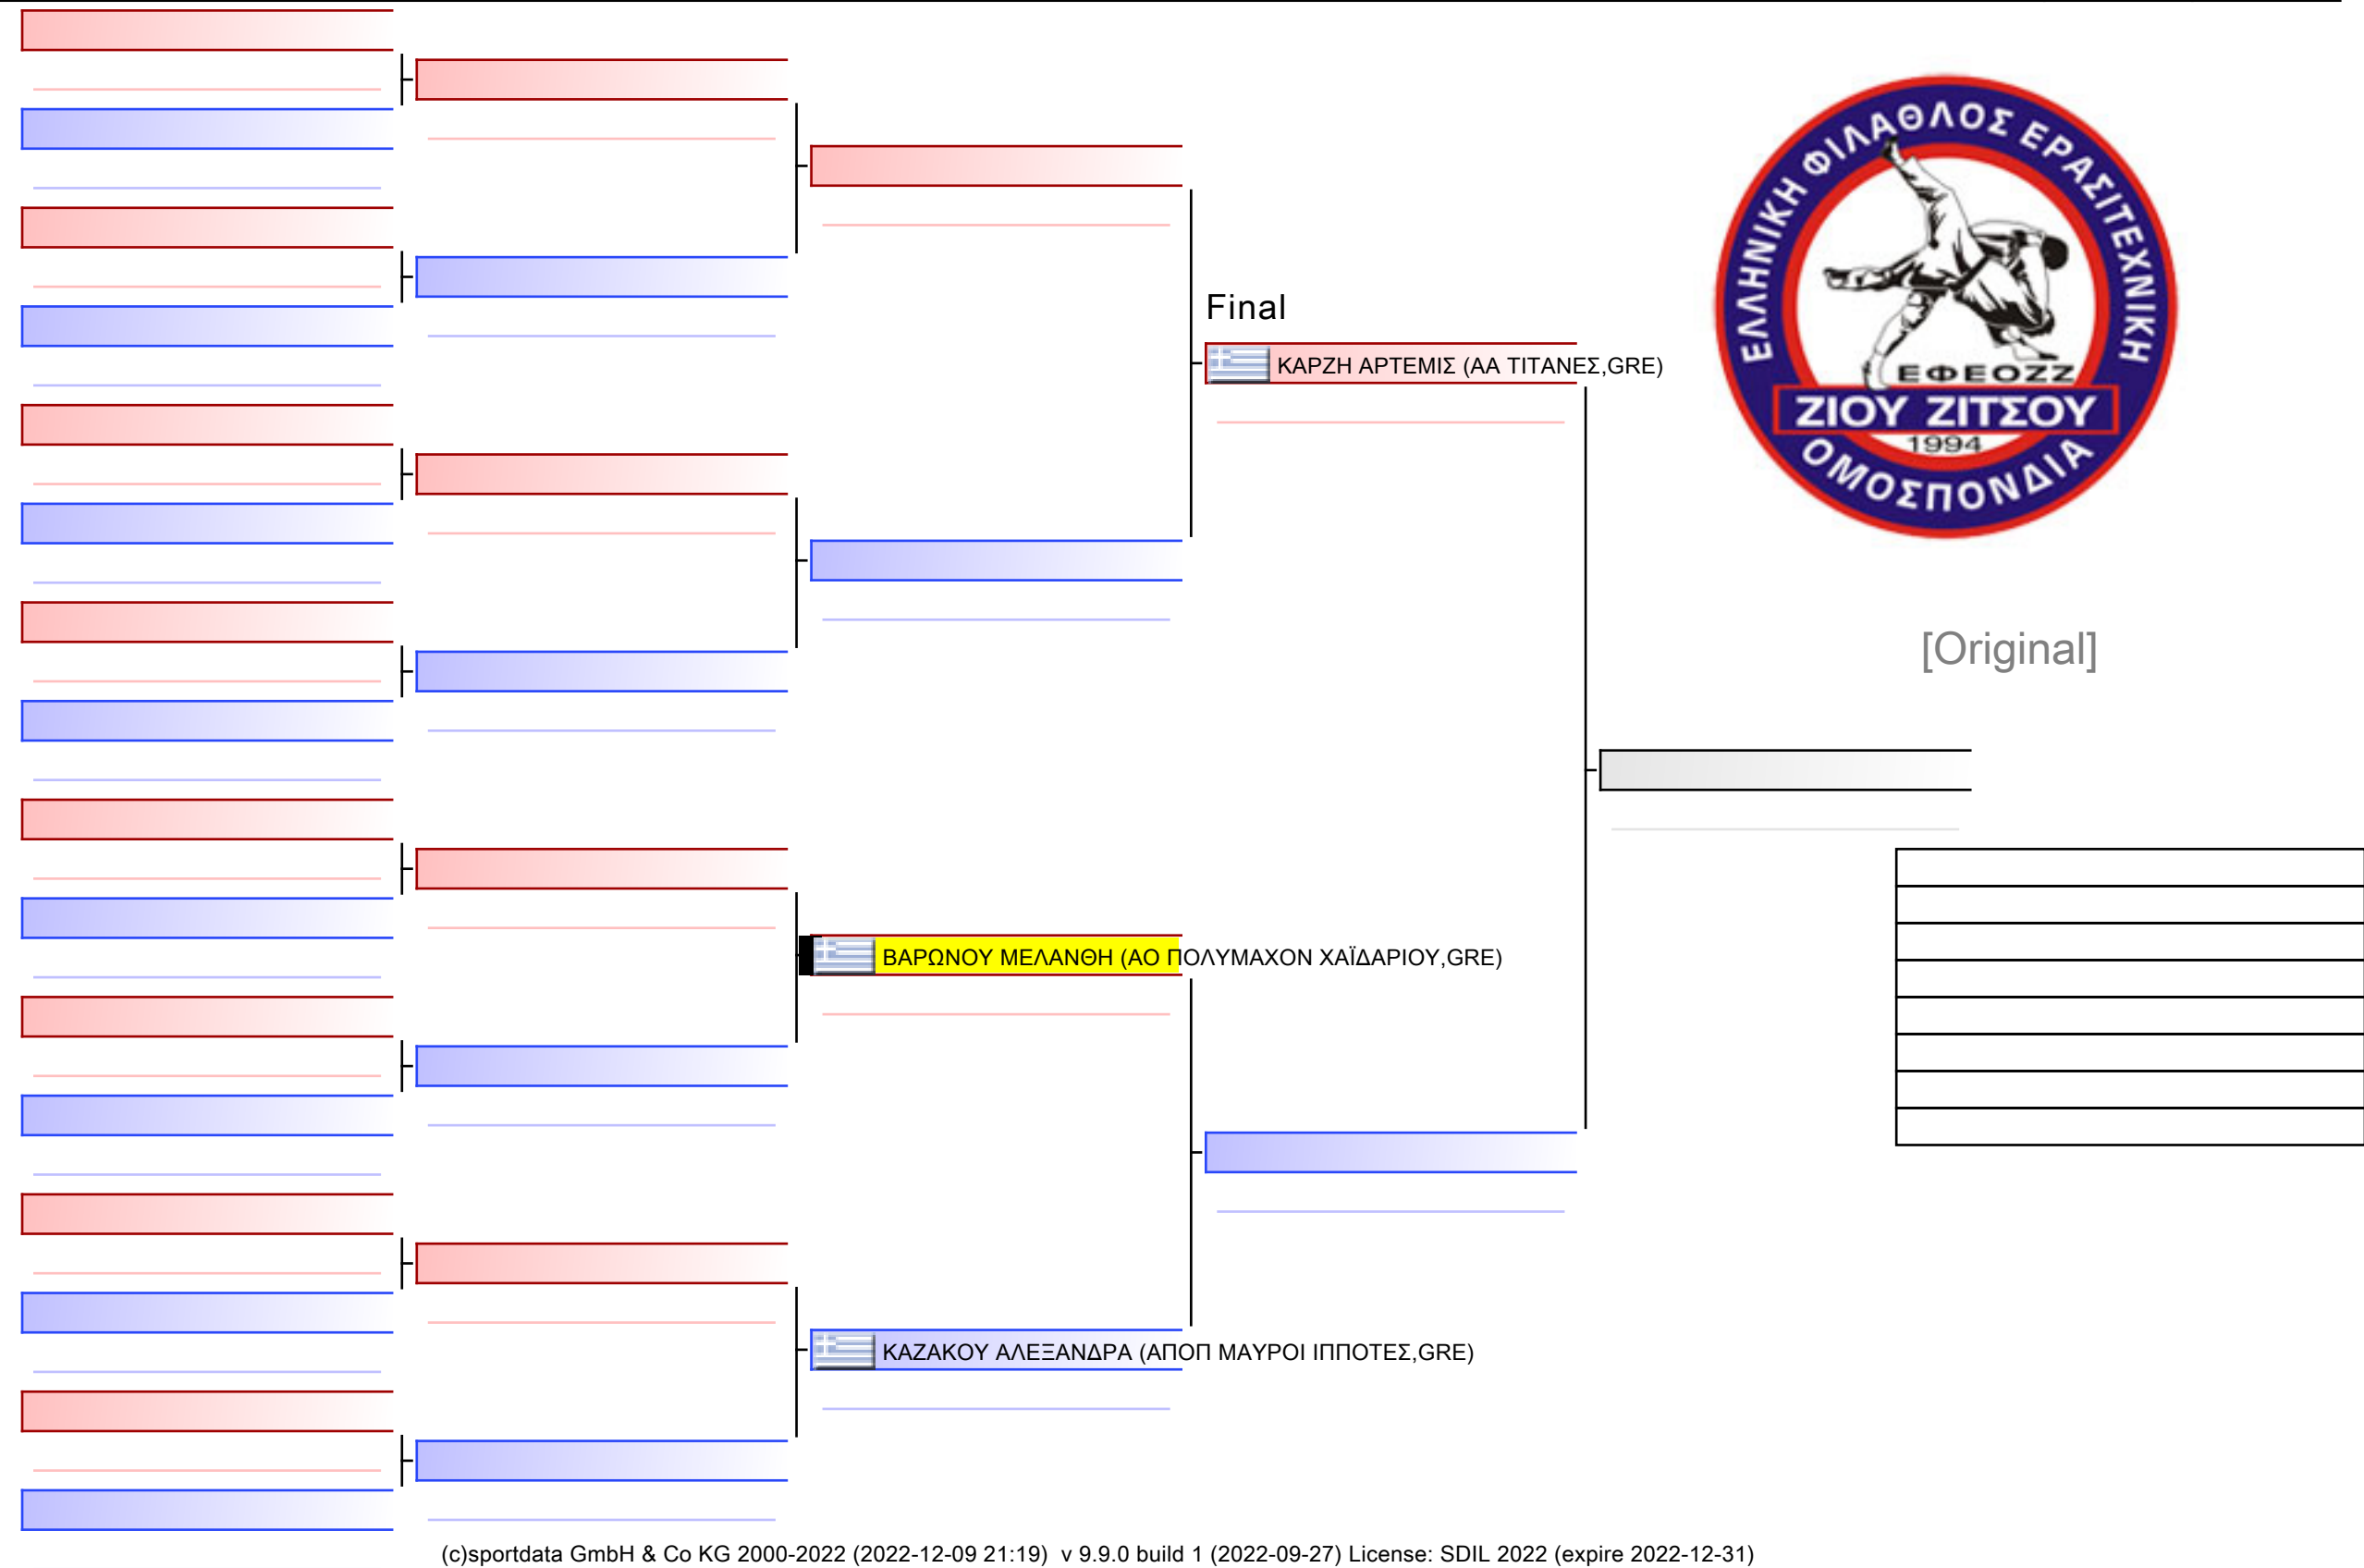 ΕΛΛΗΝΙΚΗ ΦΙΛΑΘΛΟΣ ΕΡΑΣΙΤΕΧΝΙΚΗ
ΕΦΕΟΖΖ
ΖΙΟΥ ΖΙΤΣΟΥ
1994
ΟΜΟΣΠΟΝΔΙΑ
Final
ΚΑΡΖΗ ΑΡΤΕΜΙΣ (ΑΑ ΤΙΤΑΝΕΣ,GRE)
[Original]
ΒΑΡΩΝΟΥ ΜΕΛΑΝΘΗ (ΑΟ ΠΟΛΥΜΑΧΟΝ ΧΑΪΔΑΡΙΟΥ,GRE)
ΚΑΖΑΚΟΥ ΑΛΕΞΑΝΔΡΑ (ΑΠΟΠ ΜΑΥΡΟΙ ΙΠΠΟΤΕΣ,GRE)
(c)sportdata GmbH & Co KG 2000-2022 (2022-12-09 21:19)  v 9.9.0 build 1 (2022-09-27) License: SDIL 2022 (expire 2022-12-31)